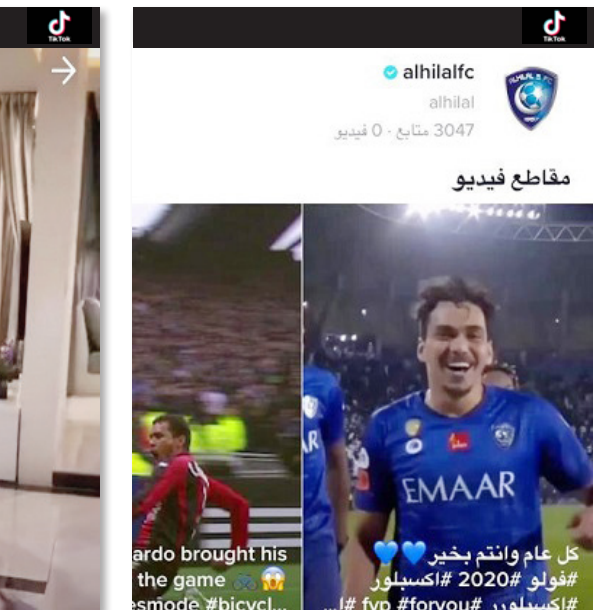 TikTok
TikTok
alhilalfc
alhilal
3047 متابع · 0 فيديو
مقاطع فيديو
EMAAR
كل عام وانتم بخير 💙💙
#فولو #2020 #اكسبلور
#اكسبلورر #fyp #foryou #ا...
ardo brought his
the game 🚲😱
esmode #bicycl...